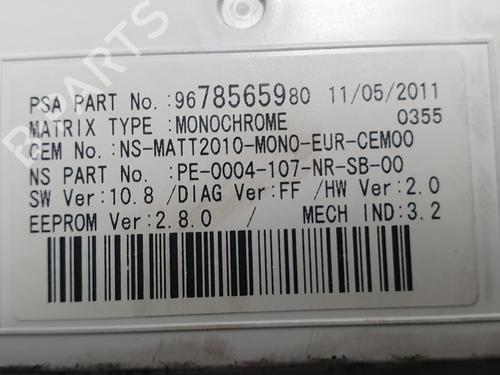 PSA PART No.:9678565980 11/05/2011
MATRIX TYPE :MONOCHROME 0355
CEM No.: NS-MATT2010-MONO-EUR-CEM00
NS PART No.: PE-0004-107-NR-SB-00
SW Ver:10.8 /DIAG Ver:FF /HW Ver:2.0
EEPROM Ver:2.8.0 / MECH IND:3.2
B PARTS